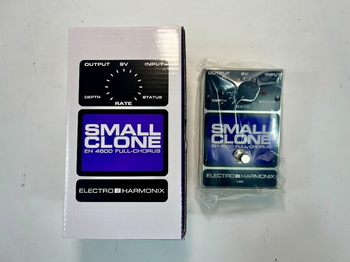 OUTPUT 9V INPUT
DEPTH STATUS
RATE
SMALL
CLONE
EH 4600 FULL-CHORUS
ELECTRO-HARMONIX
OUTPUT 9V INPUT
RATE
SMALL
CLONE
EH 4600 FULL-CHORUS
ELECTRO-HARMONIX
USA